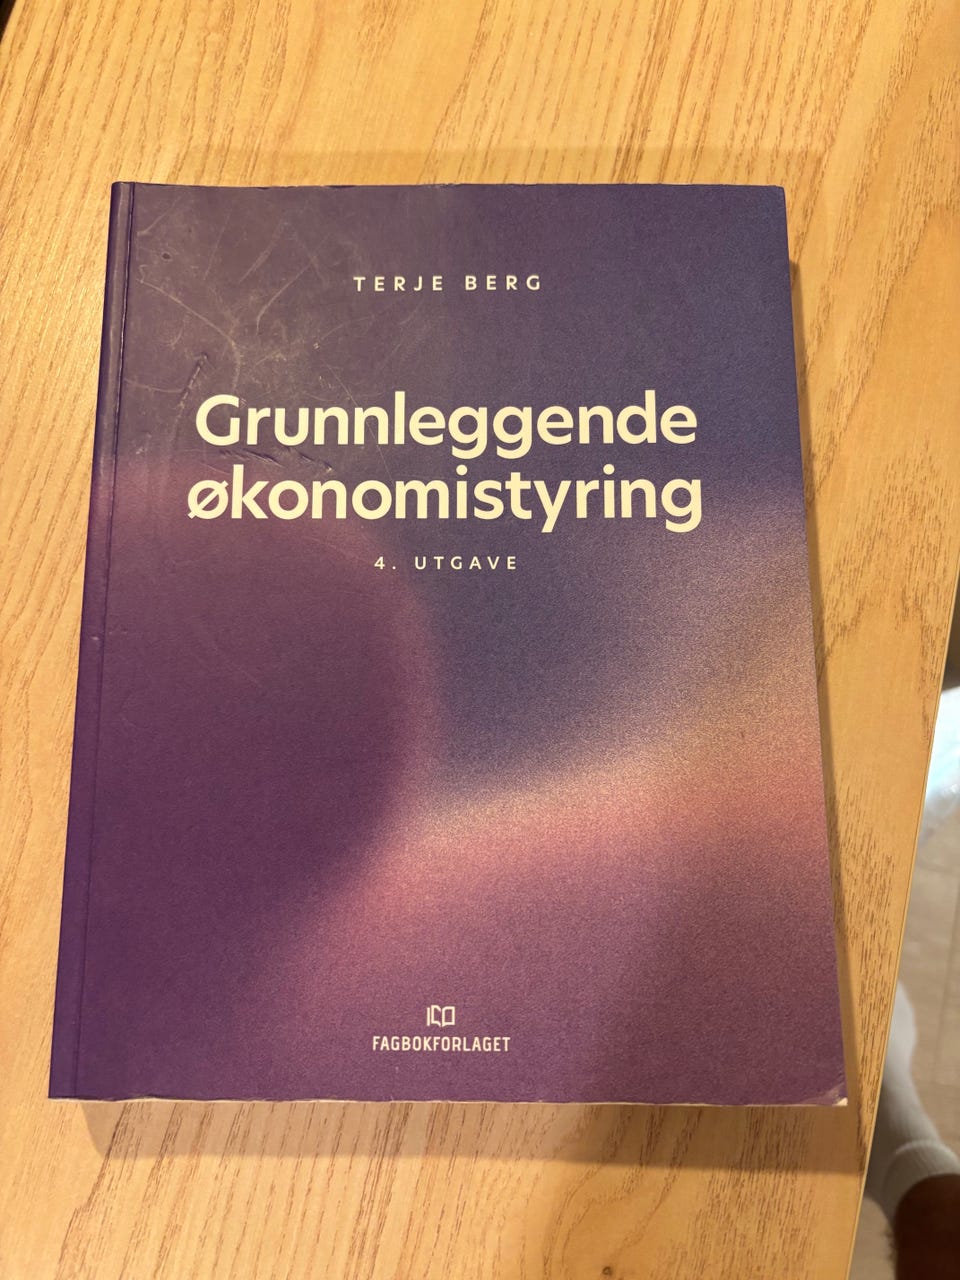 TERJE BERG
Grunnleggende
økonomistyring
4. UTGAVE
FAGBOKFORLAGET